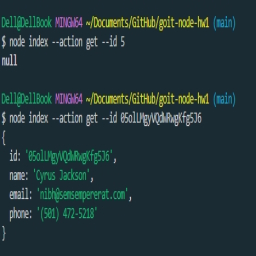 Dell@DellBook MINGW64 ~/Documents/GitHub/goit-node-hw1 (main)
$ node index --action get --id 5
null
Dell@DellBook MINGW64 ~/Documents/GitHub/goit-node-hw1 (main)
$ node index --action get --id 05olLMgyVQdWRwgKfg5J6
{
id: '05olLMgyVQdWRwgKfg5J6',
name: 'Cyrus Jackson',
email: 'nibh@semsempererat.com',
phone: '(501) 472-5218'
}